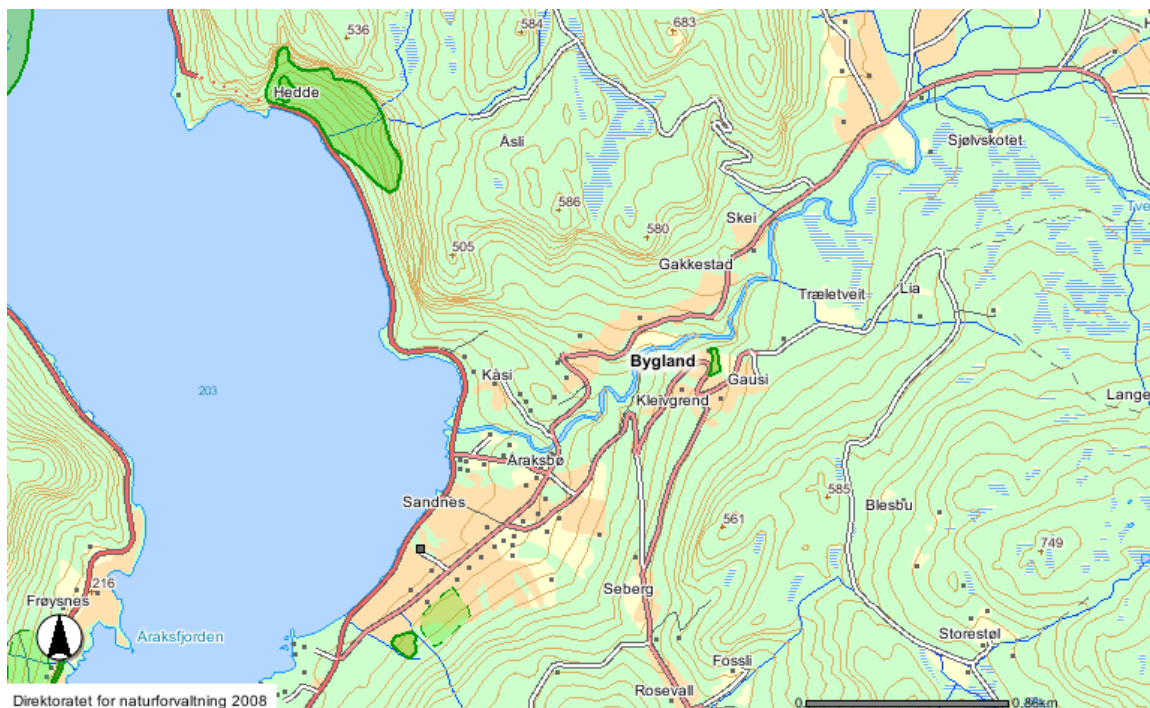 536
584
683
H
Hedde
Åsli
Sjølvskotet
586
Skei
Tve
580
505
Gakkestad
Træletveit
Lia
Bygland
Kåsi
Gausi
203
Kleivgrend
Lange
Araksbø
Sandnes
585
Blesbu
561
749
216
Seberg
Frøysnes
Åraksfjorden
Storestøl
Fossli
Rosevall
Direktoratet for naturforvaltning 2008
0
0.86km